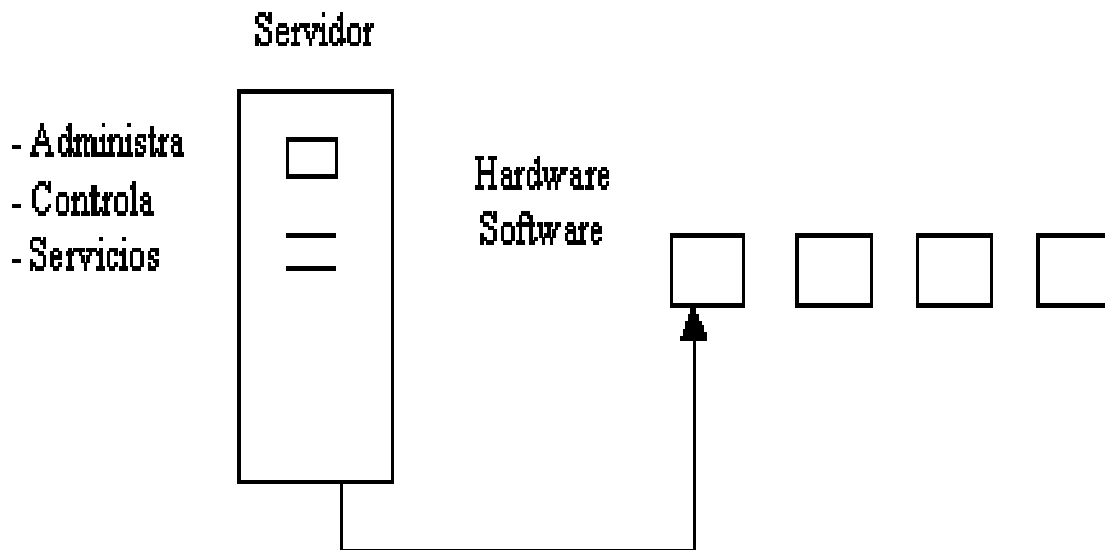 Servidor
- Administra
- Controla
- Servicios
Hardware
Software